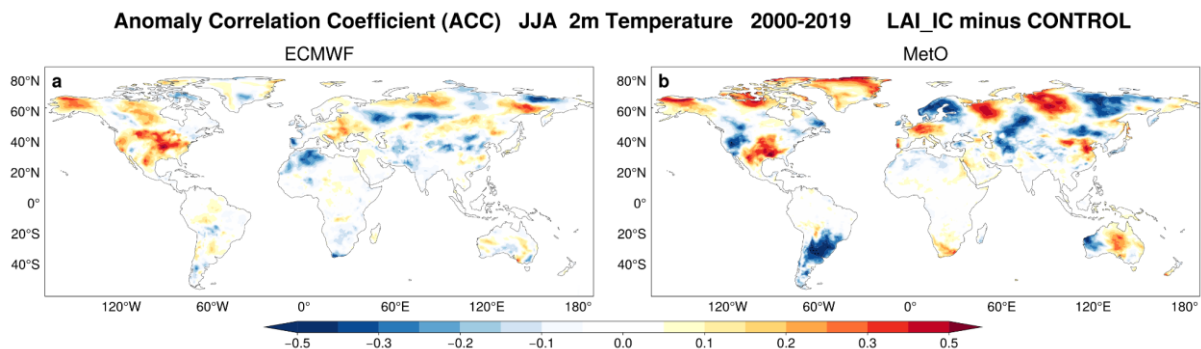 Anomaly Correlation Coefficient (ACC) JJA 2m Temperature 2000-2019 LAI_IC minus CONTROL
ECMWF
MetO
80°N
a
60°N
40°N
20°N
0°
20°S
40°S
120°W
60°W
0°
60°E
120°E
180°
80°N
b
60°N
40°N
20°N
0°
20°S
40°S
120°W
60°W
0°
60°E
120°E
180°
−0.5
−0.3
−0.2
−0.1
0.0
0.1
0.2
0.3
0.5